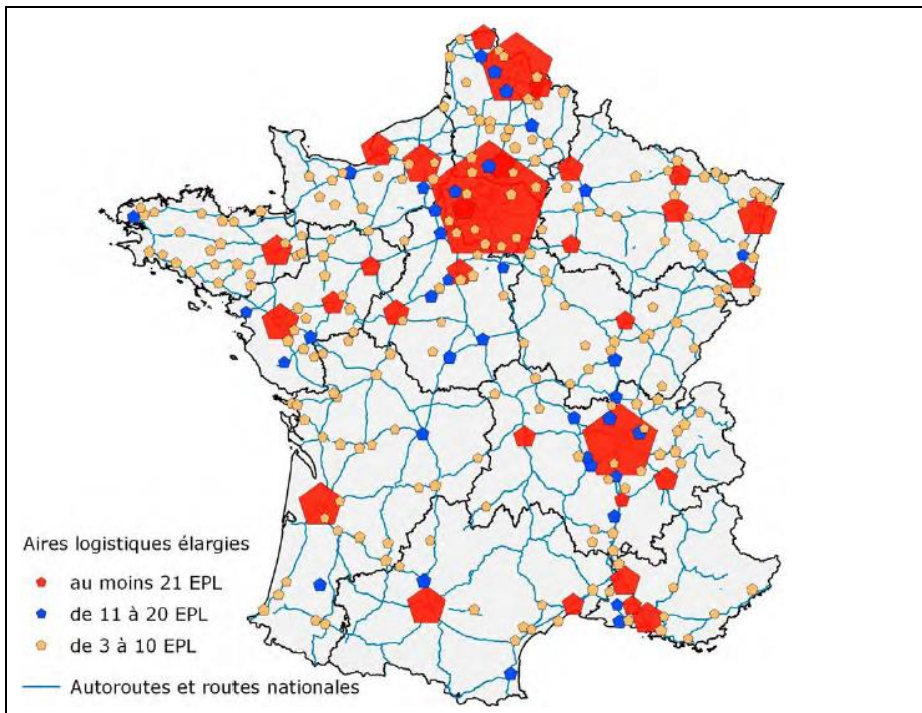 Aires logistiques élargies
au moins 21 EPL
de 11 à 20 EPL
de 3 à 10 EPL
Autoroutes et routes nationales